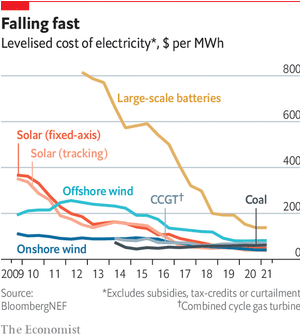 Falling fast
Levelised cost of electricity*, $ per MWh
800
Large-scale batteries
600
Solar (fixed-axis)
Solar (tracking)
400
Offshore wind
CCGT†
Coal
200
Onshore wind
0
2009 10 11 12 13 14 15 16 17 18 19 20 21
Source:
BloombergNEF
*Excludes subsidies, tax-credits or curtailment
†Combined cycle gas turbine
The Economist